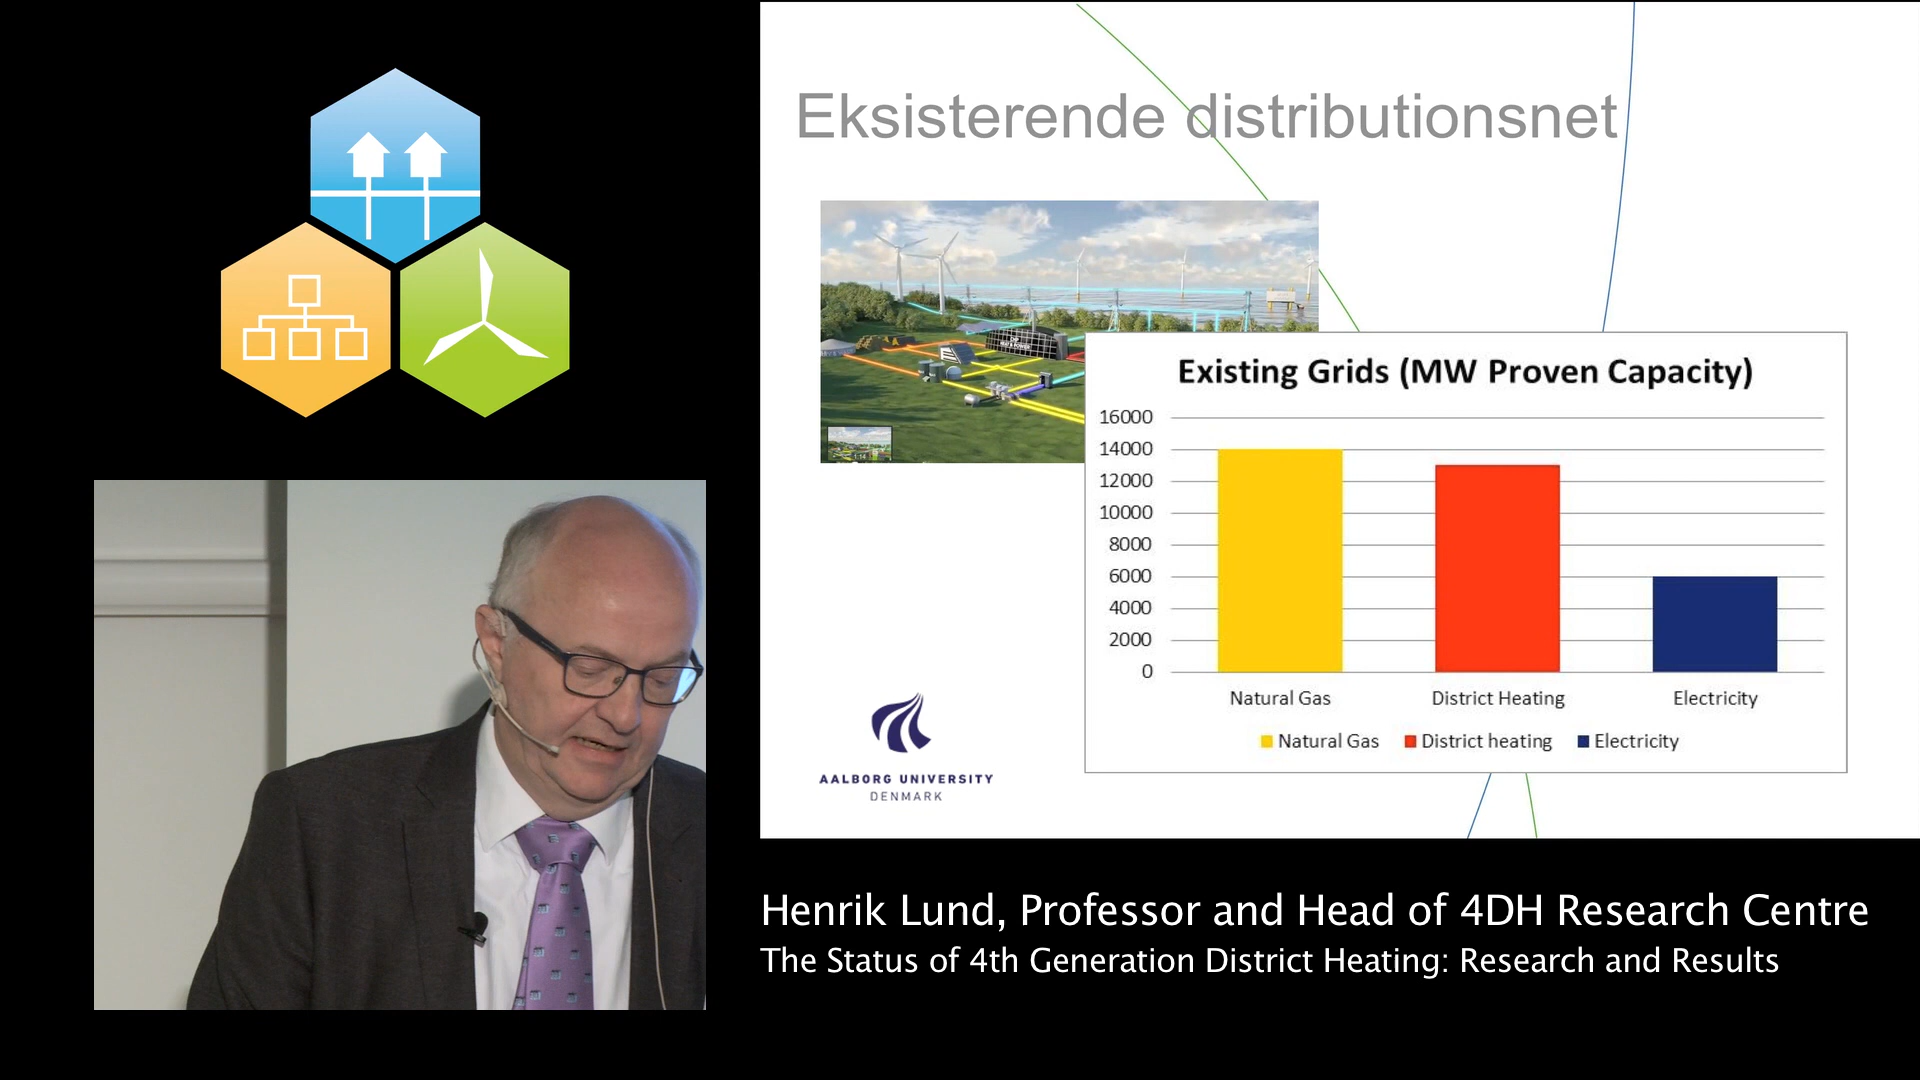 Eksisterende distributionsnet
Existing Grids (MW Proven Capacity)
16000
14000
12000
10000
8000
6000
4000
2000
0
Natural Gas District Heating Electricity
Natural Gas District heating Electricity
AALBORG UNIVERSITY
DENMARK
Henrik Lund, Professor and Head of 4DH Research Centre
The Status of 4th Generation District Heating: Research and Results